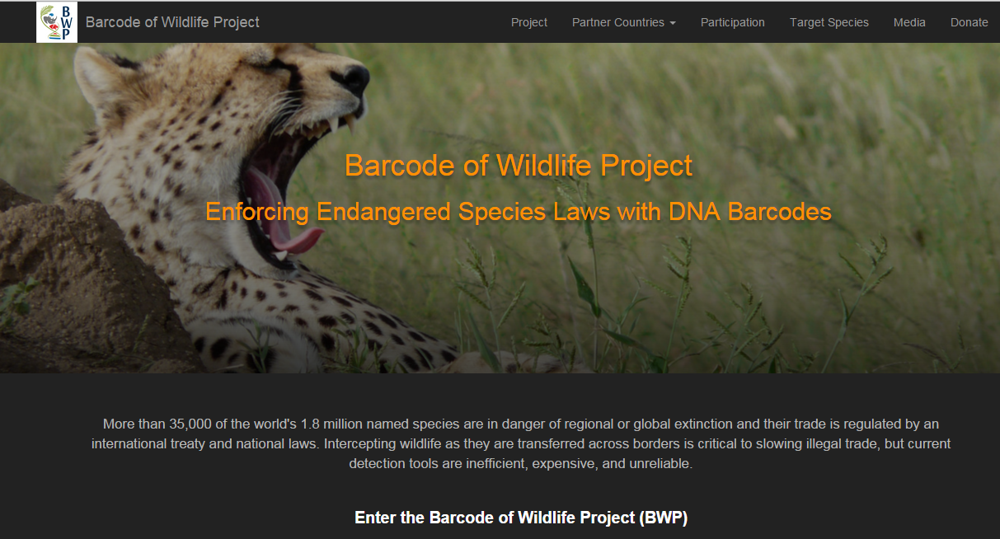 BWP
Barcode of Wildlife Project
Project
Partner Countries
Participation
Target Species
Media
Donate
Barcode of Wildlife Project
Enforcing Endangered Species Laws with DNA Barcodes
More than 35,000 of the world's 1.8 million named species are in danger of regional or global extinction and their trade is regulated by an
international treaty and national laws. Intercepting wildlife as they are transferred across borders is critical to slowing illegal trade, but current
detection tools are inefficient, expensive, and unreliable.
Enter the Barcode of Wildlife Project (BWP)